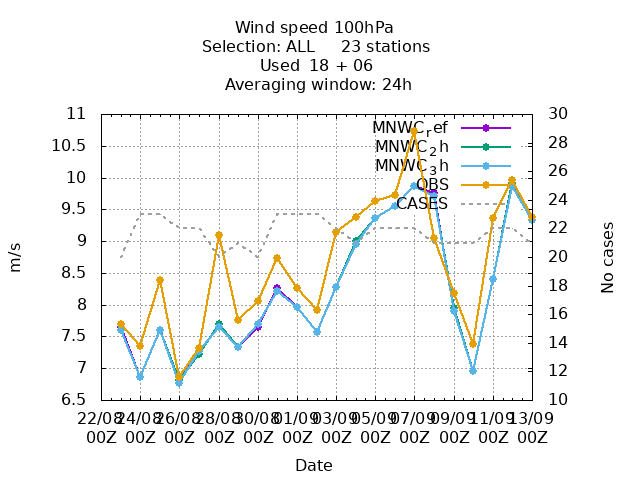 Wind speed 100hPa
Selection: ALL 23 stations
Used 18 + 06
Averaging window: 24h
11 30
MNWCref
28
10.5 MNWC2h
26
10 MNWC3h
OBS
24
9.5 CASES
22
9
20
8.5
18
8
16
7.5
14
7
12
6.5 10
m/s
No cases
22/08 24/08 26/08 28/08 30/08 01/09 03/09 05/09 07/09 09/09 11/09 13/09
00Z 00Z 00Z 00Z 00Z 00Z 00Z 00Z 00Z 00Z 00Z 00Z
Date